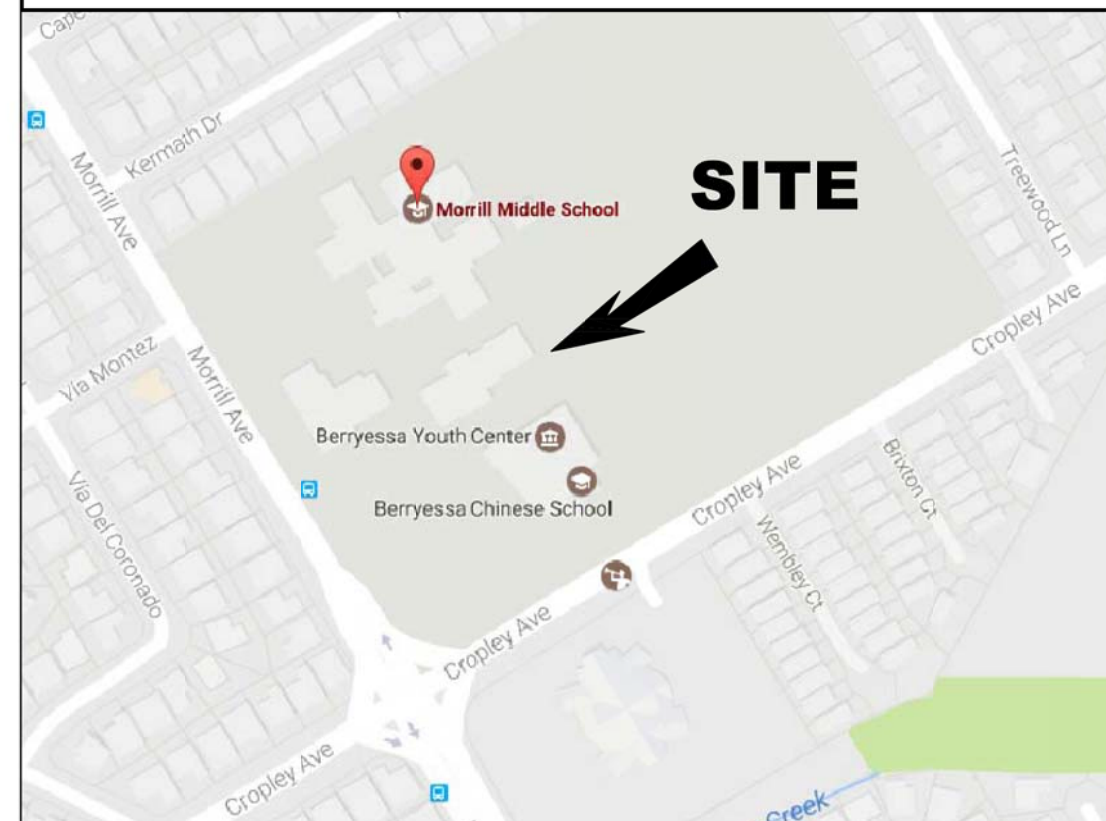 Cape
Kermath Dr
Morrill Ave
Morrill Middle School
SITE
Treewood Ln
Cropley Ave
Via Montez
Morrill Ave
Berryessa Youth Center
Berryessa Chinese School
Via Del Coronado
Cropley Ave
Brixton Ct
Wembley Ct
Cropley Ave
Cropley Ave
Creek